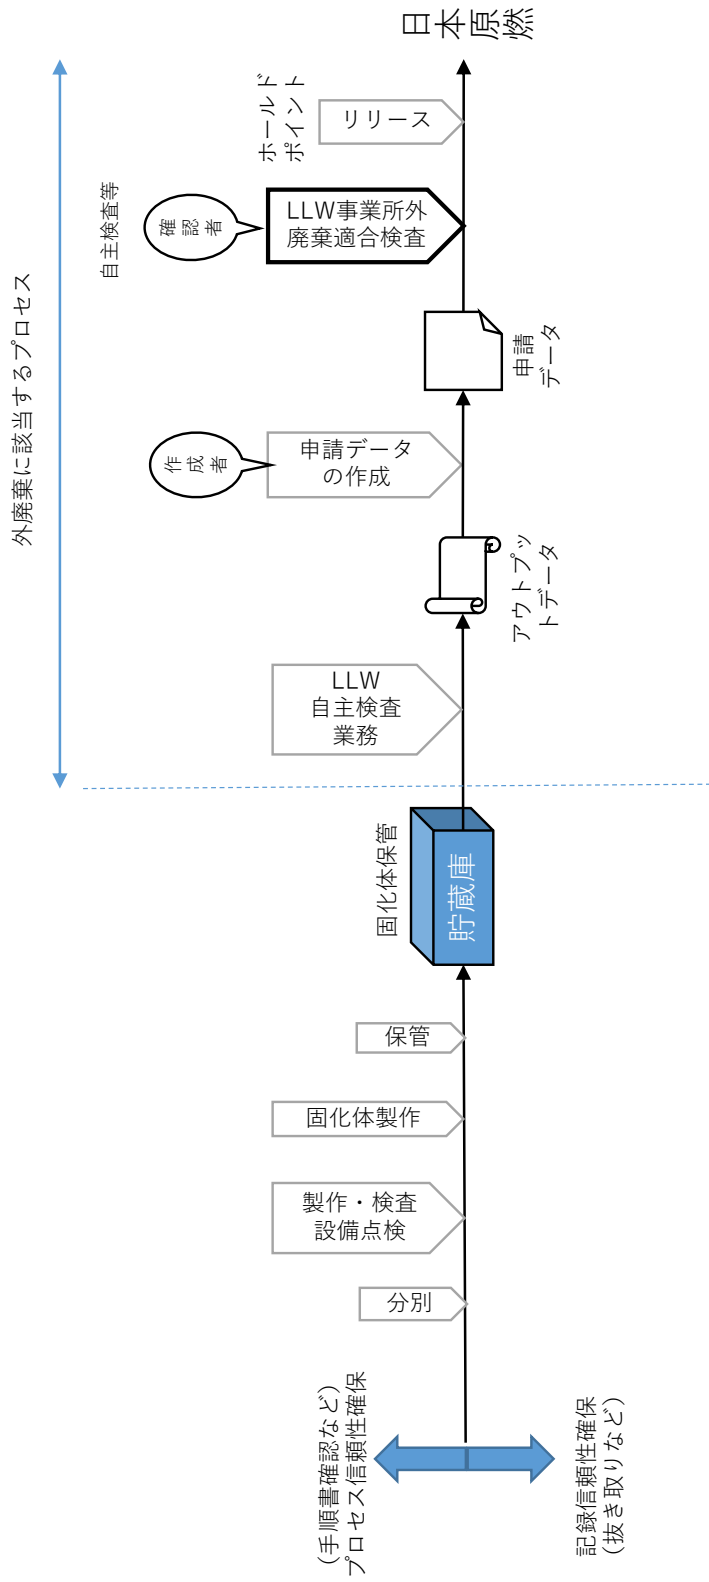 外廃棄に該当するプロセス
自主検査等
確認者
作成者
(手順書確認など)
プロセス信頼性確保
分別
製作・検査
設備点検
固化体製作
保管
固化体保管
貯蔵庫
LLW
自主検査
業務
アウトプッ
トデータ
申請データ
の作成
申請
データ
LLW事業所外
廃棄適合検査
ホールド
ポイント
リリース
日本原燃
記録信頼性確保
(抜き取りなど)